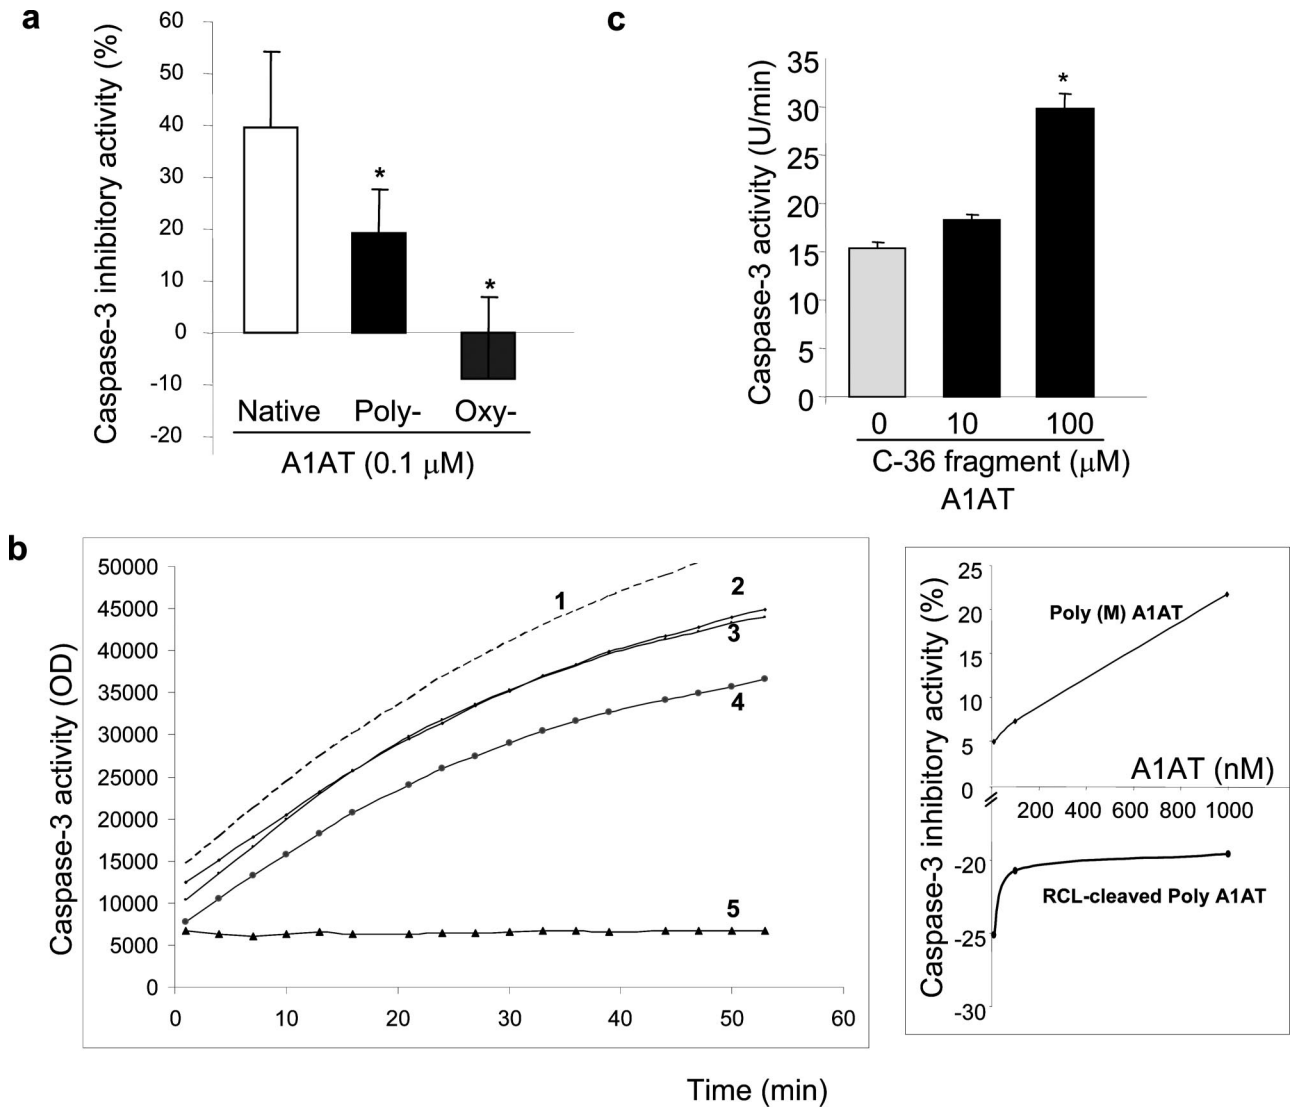 a
Caspase-3 inhibitory activity (%)
60
50
40
30
20
10
0
-10
-20
*
*
Native Poly- Oxy-
A1AT (0.1 μM)
c
Caspase-3 activity (U/min)
35
30
25
20
15
10
5
0
*
0 10 100
C-36 fragment (μM)
A1AT
b
Caspase-3 activity (OD)
50000
45000
40000
35000
30000
25000
20000
15000
10000
5000
0
1
2
3
4
5
0 10 20 30 40 50 60
Time (min)
Caspase-3 inhibitory activity (%)
25
20
15
10
5
0
-20
-25
-30
Poly (M) A1AT
A1AT (nM)
200 400 600 800 1000
RCL-cleaved Poly A1AT